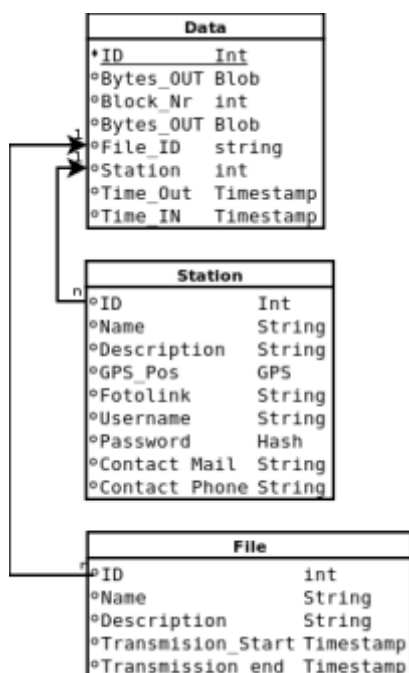 Data
ID Int
Bytes_OUT Blob
Block_Nr int
Bytes_OUT Blob
1
File_ID string
Station int
Time_Out Timestamp
Time_IN Timestamp
Station
n
ID Int
Name String
Description String
GPS_Pos GPS
Fotolink String
Username String
Password Hash
Contact Mail String
Contact Phone String
File
ID int
Name String
Description String
Transmision_Start Timestamp
Transmission end Timestamp